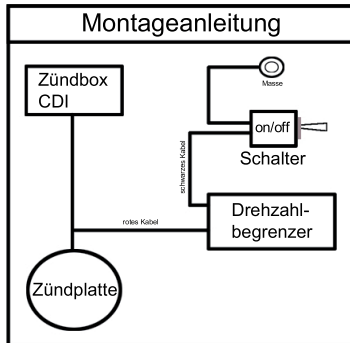 Montageanleitung
Zündbox
CDI
Masse
on/off
Schalter
schwarzes Kabel
rotes Kabel
Drehzahl-
begrenzer
Zündplatte